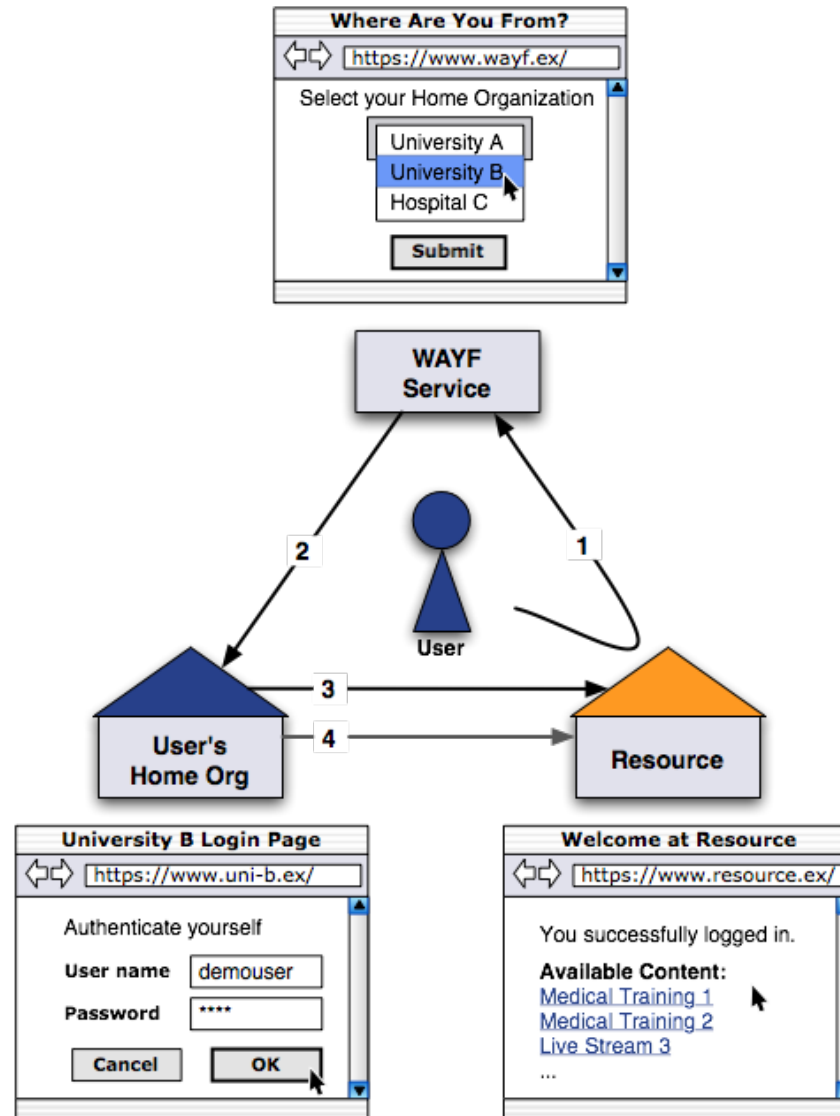 Where Are You From?
https://www.wayf.ex/
Select your Home Organization
University A
University B
Hospital C
Submit
WAYF
Service
2
1
User
3
4
User's
Home Org
Resource
University B Login Page
https://www.uni-b.ex/
Authenticate yourself
User name demouser
Password ****
Cancel OK
Welcome at Resource
https://www.resource.ex/
You successfully logged in.
Available Content:
Medical Training 1
Medical Training 2
Live Stream 3
...